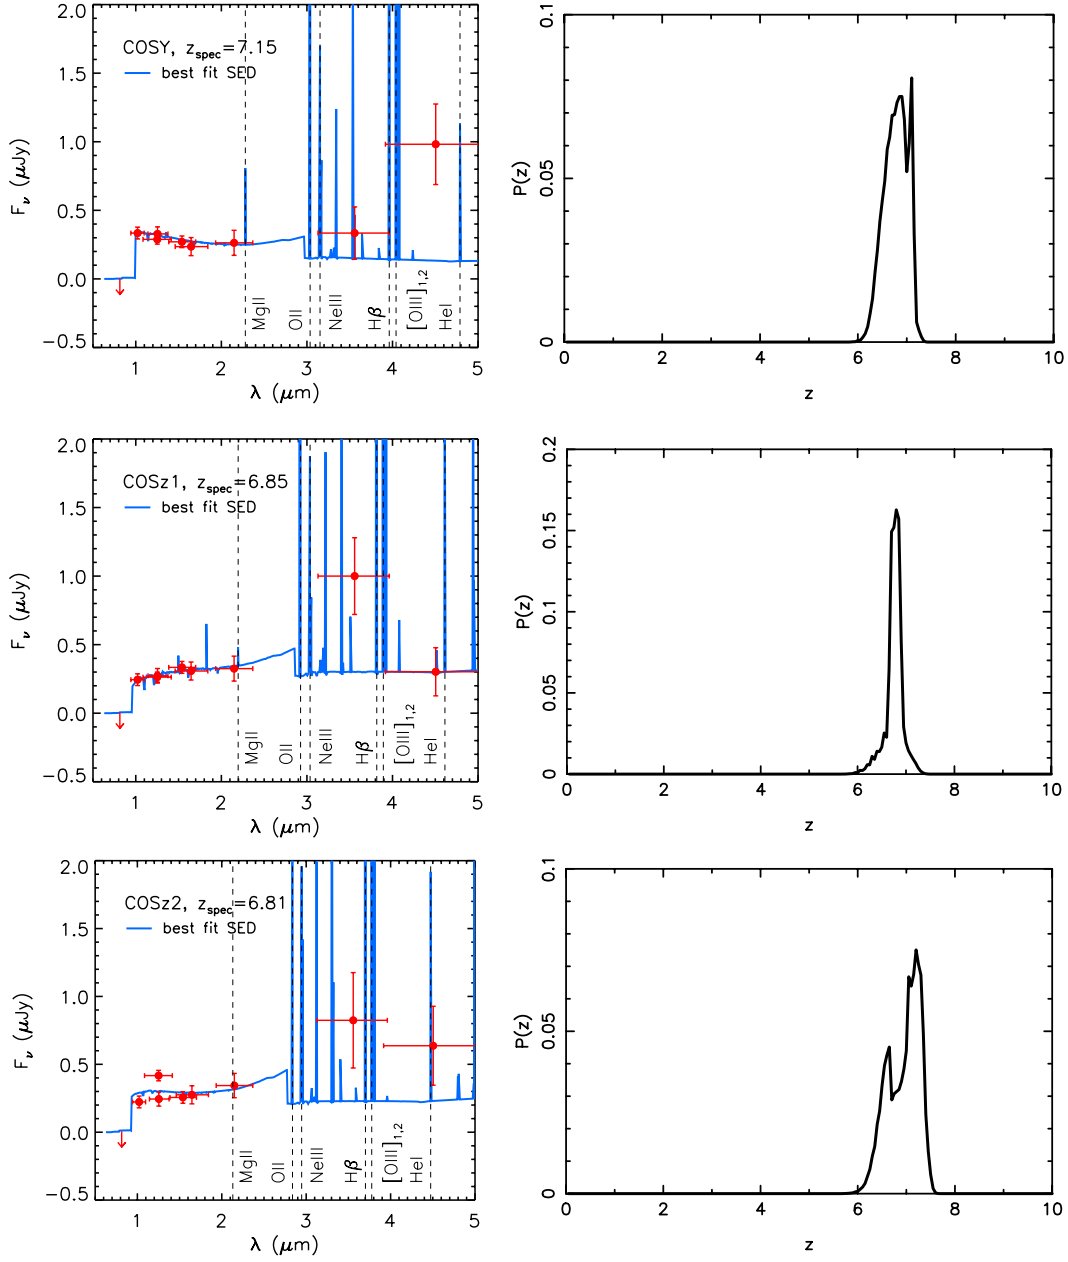 COSY, z_spec=7.15
best fit SED
2.0
1.5
1.0
0.5
0.0
−0.5
F_ν (μJy)
MgII
OII
NeIII
Hβ
[OIII]_1,2
HeI
1 2 3 4 5
λ (μm)
0.1
0.05
0
P(z)
0 2 4 6 8 10
z
COSz1, z_spec=6.85
best fit SED
2.0
1.5
1.0
0.5
0.0
−0.5
F_ν (μJy)
MgII
OII
NeIII
Hβ
[OIII]_1,2
HeI
1 2 3 4 5
λ (μm)
0.2
0.15
0.1
0.05
0
P(z)
0 2 4 6 8 10
z
COSz2, z_spec=6.81
best fit SED
2.0
1.5
1.0
0.5
0.0
−0.5
F_ν (μJy)
MgII
OII
NeIII
Hβ
[OIII]_1,2
HeI
1 2 3 4 5
λ (μm)
0.1
0.05
0
P(z)
0 2 4 6 8 10
z